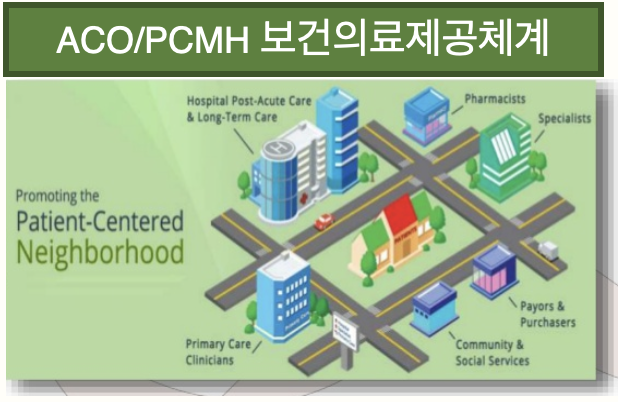 ACO/PCMH 보건의료제공체계
Hospital Post-Acute Care
& Long-Term Care
Pharmacists
Specialists
Promoting the
Patient-Centered
Neighborhood
Payors &
Purchasers
Primary Care
Clinicians
Community &
Social Services